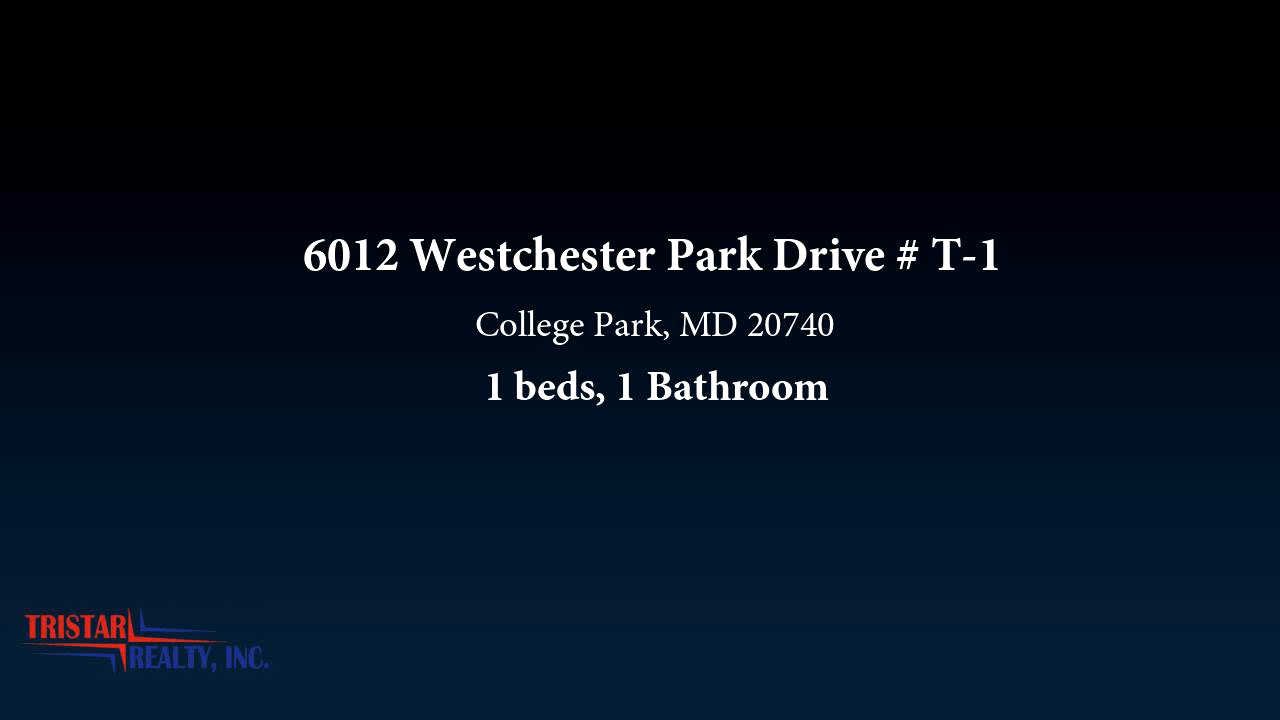 6012 Westchester Park Drive # T-1
College Park, MD 20740
1 beds, 1 Bathroom
TRISTAR
REALTY, INC.